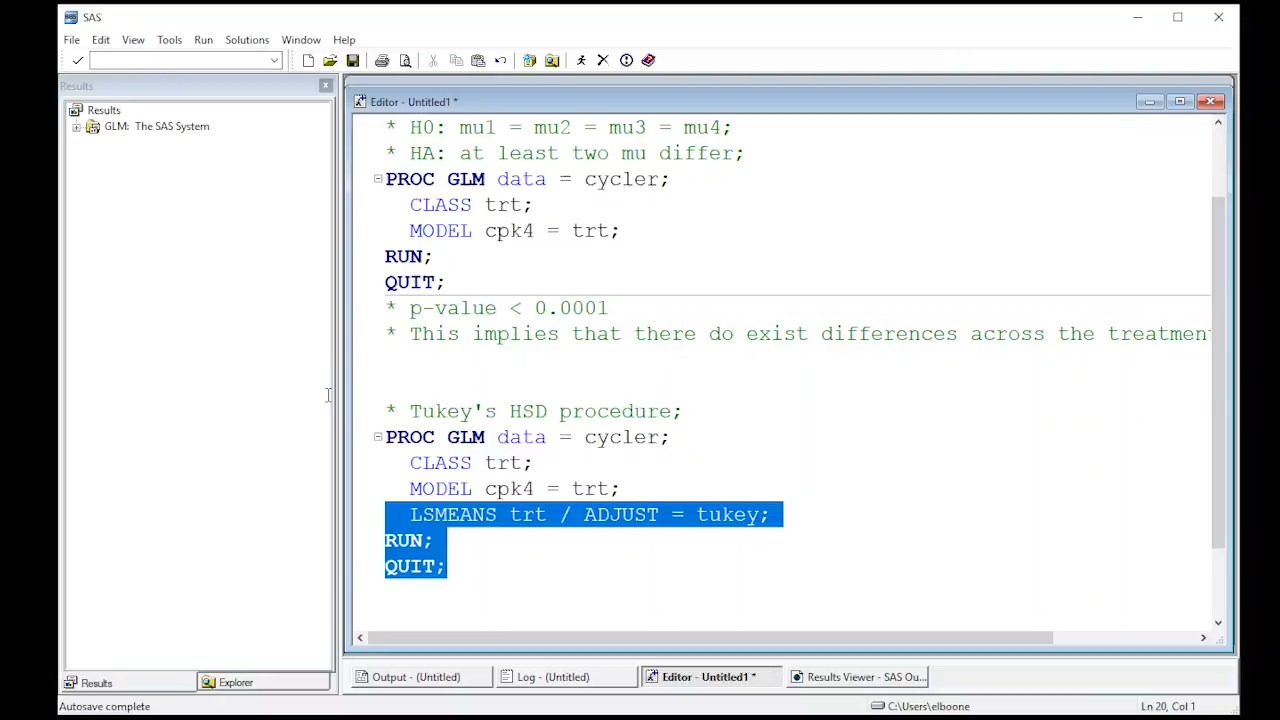 SAS
File Edit View Tools Run Solutions Window Help
Results
Results
GLM: The SAS System
Editor - Untitled1 *
* H0: mu1 = mu2 = mu3 = mu4;
* HA: at least two mu differ;
PROC GLM data = cycler;
CLASS trt;
MODEL cpk4 = trt;
RUN;
QUIT;
* p-value < 0.0001
* This implies that there do exist differences across the treatment
* Tukey's HSD procedure;
PROC GLM data = cycler;
CLASS trt;
MODEL cpk4 = trt;
LSMEANS trt / ADJUST = tukey;
RUN;
QUIT;
Results Explorer
Output - (Untitled) Log - (Untitled) Editor - Untitled1 * Results Viewer - SAS Ou...
Autosave complete C:\Users\elboone Ln 20, Col 1